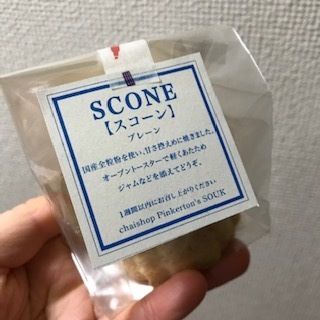 SCONE
【スコーン】
プレーン
国産全粒粉を使い、甘さ控えめに焼きました。
オーブントースターで軽くあたため
ジャムなどを添えてどうぞ。
1週間以内にお召し上がりください
chaishop Pinkerton's SOUK